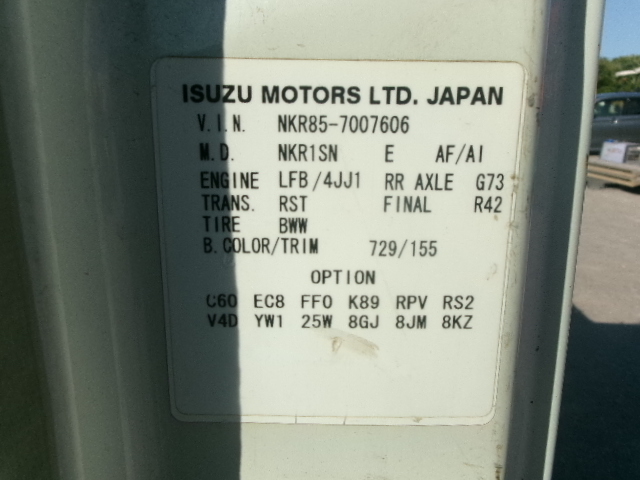 ISUZU MOTORS LTD. JAPAN
V.I.N. NKR85-7007606
M.D. NKR1SN E AF/AI
ENGINE LFB/4JJ1 RR AXLE G73
TRANS. RST FINAL R42
TIRE BWW
B.COLOR/TRIM 729/155
OPTION
C60 EC8 FF0 K89 RPV RS2
V4D YW1 25W 8GJ 8JM 8KZ